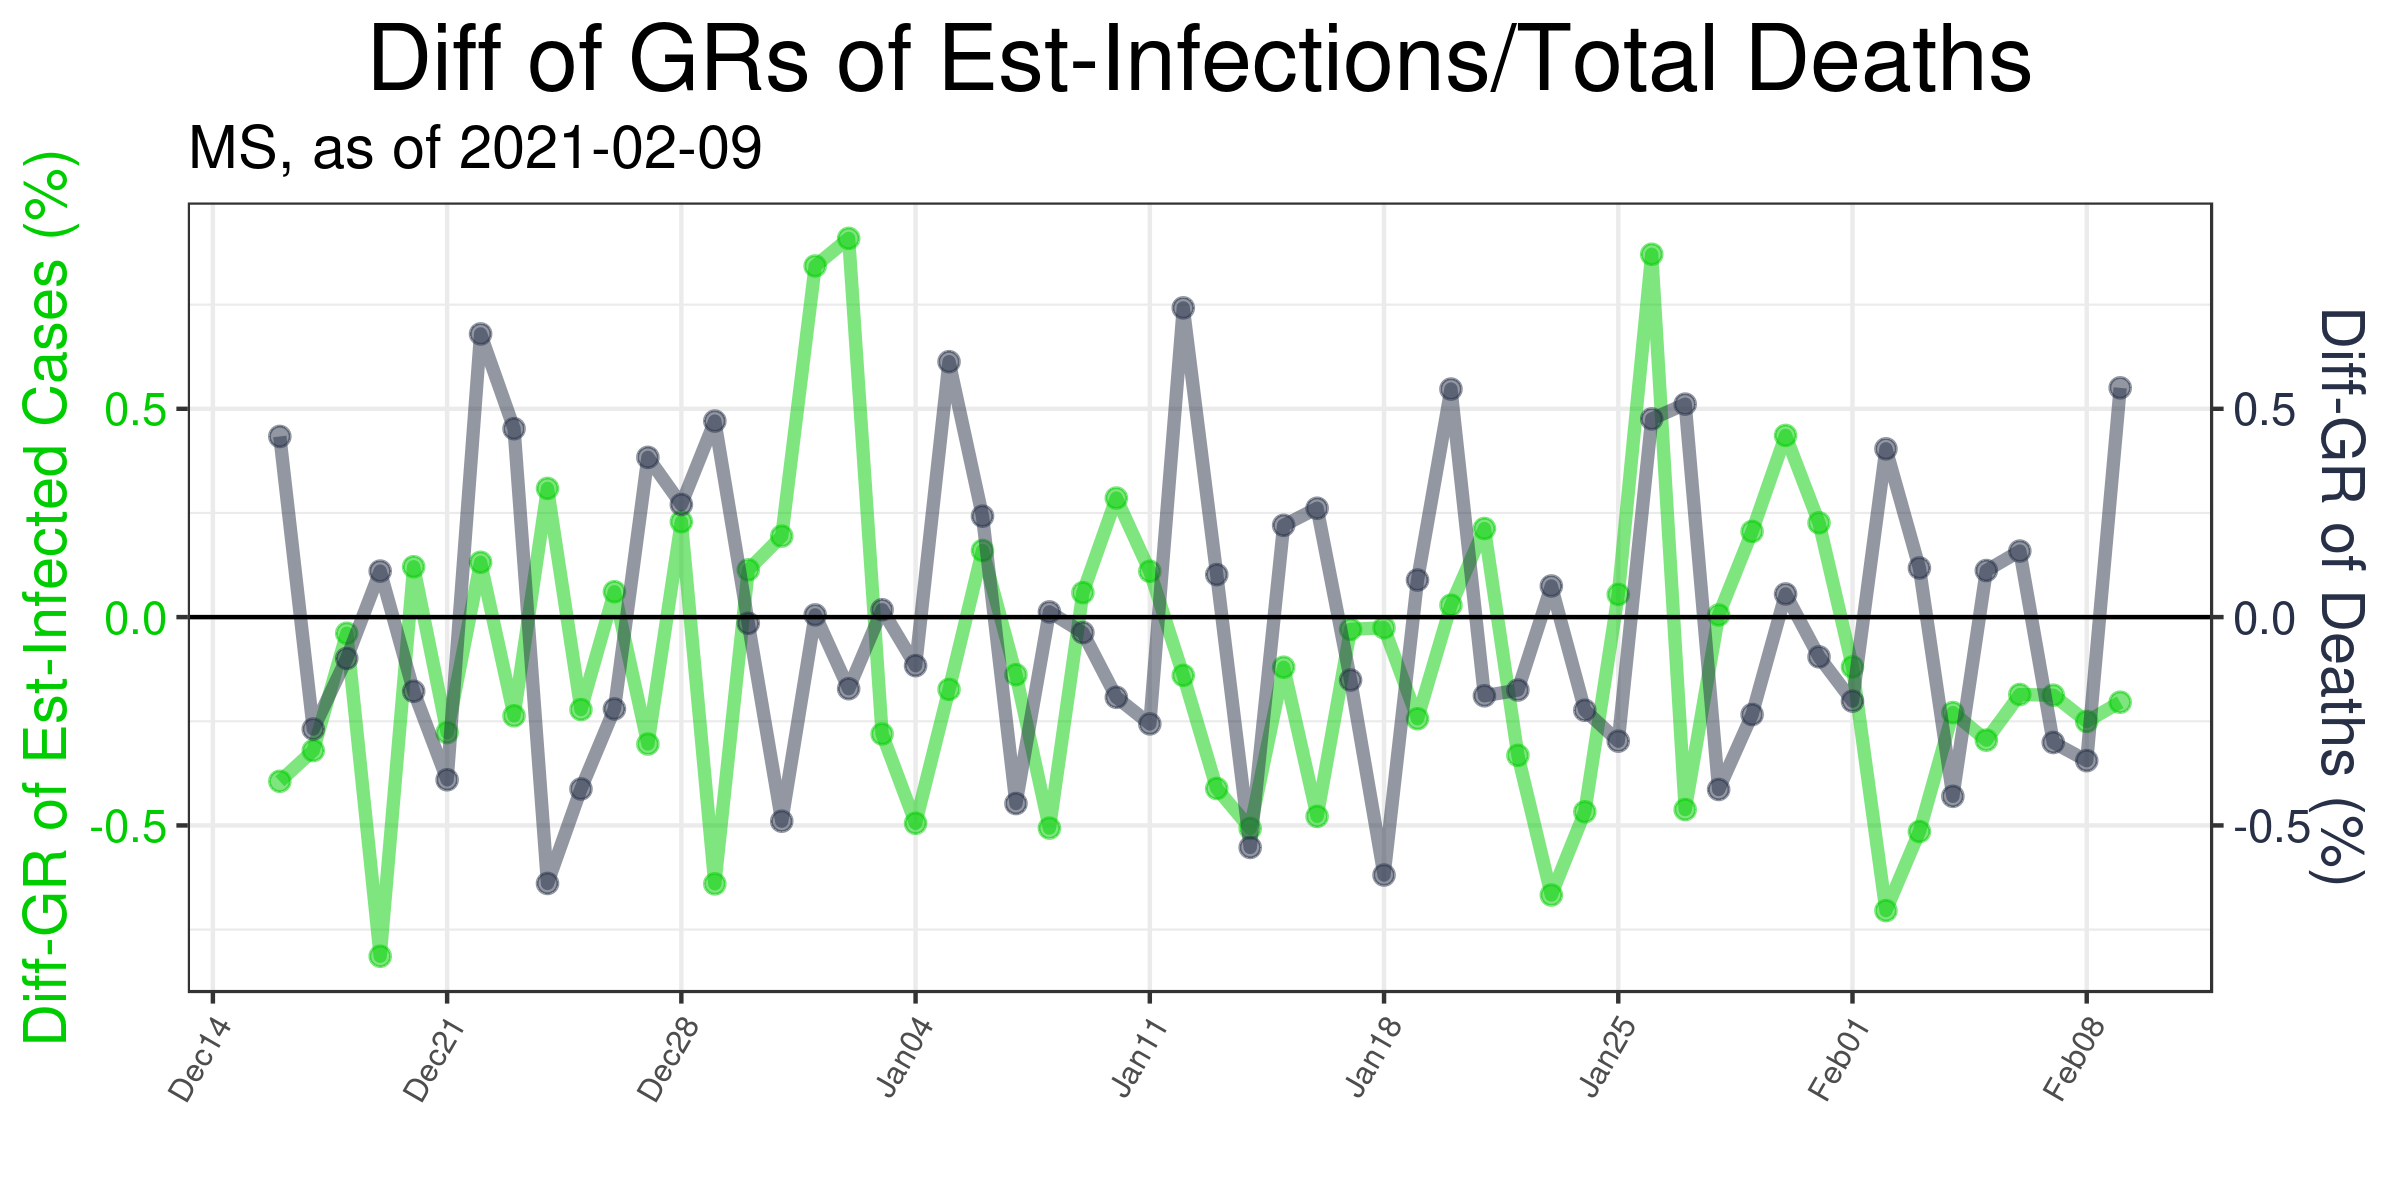 Diff of GRs of Est-Infections/Total Deaths
MS, as of 2021-02-09
Diff-GR of Est-Infected Cases (%)
0.5
0.0
-0.5
0.5
0.0
-0.5
Diff-GR of Deaths (%)
Dec14
Dec21
Dec28
Jan04
Jan11
Jan18
Jan25
Feb01
Feb08